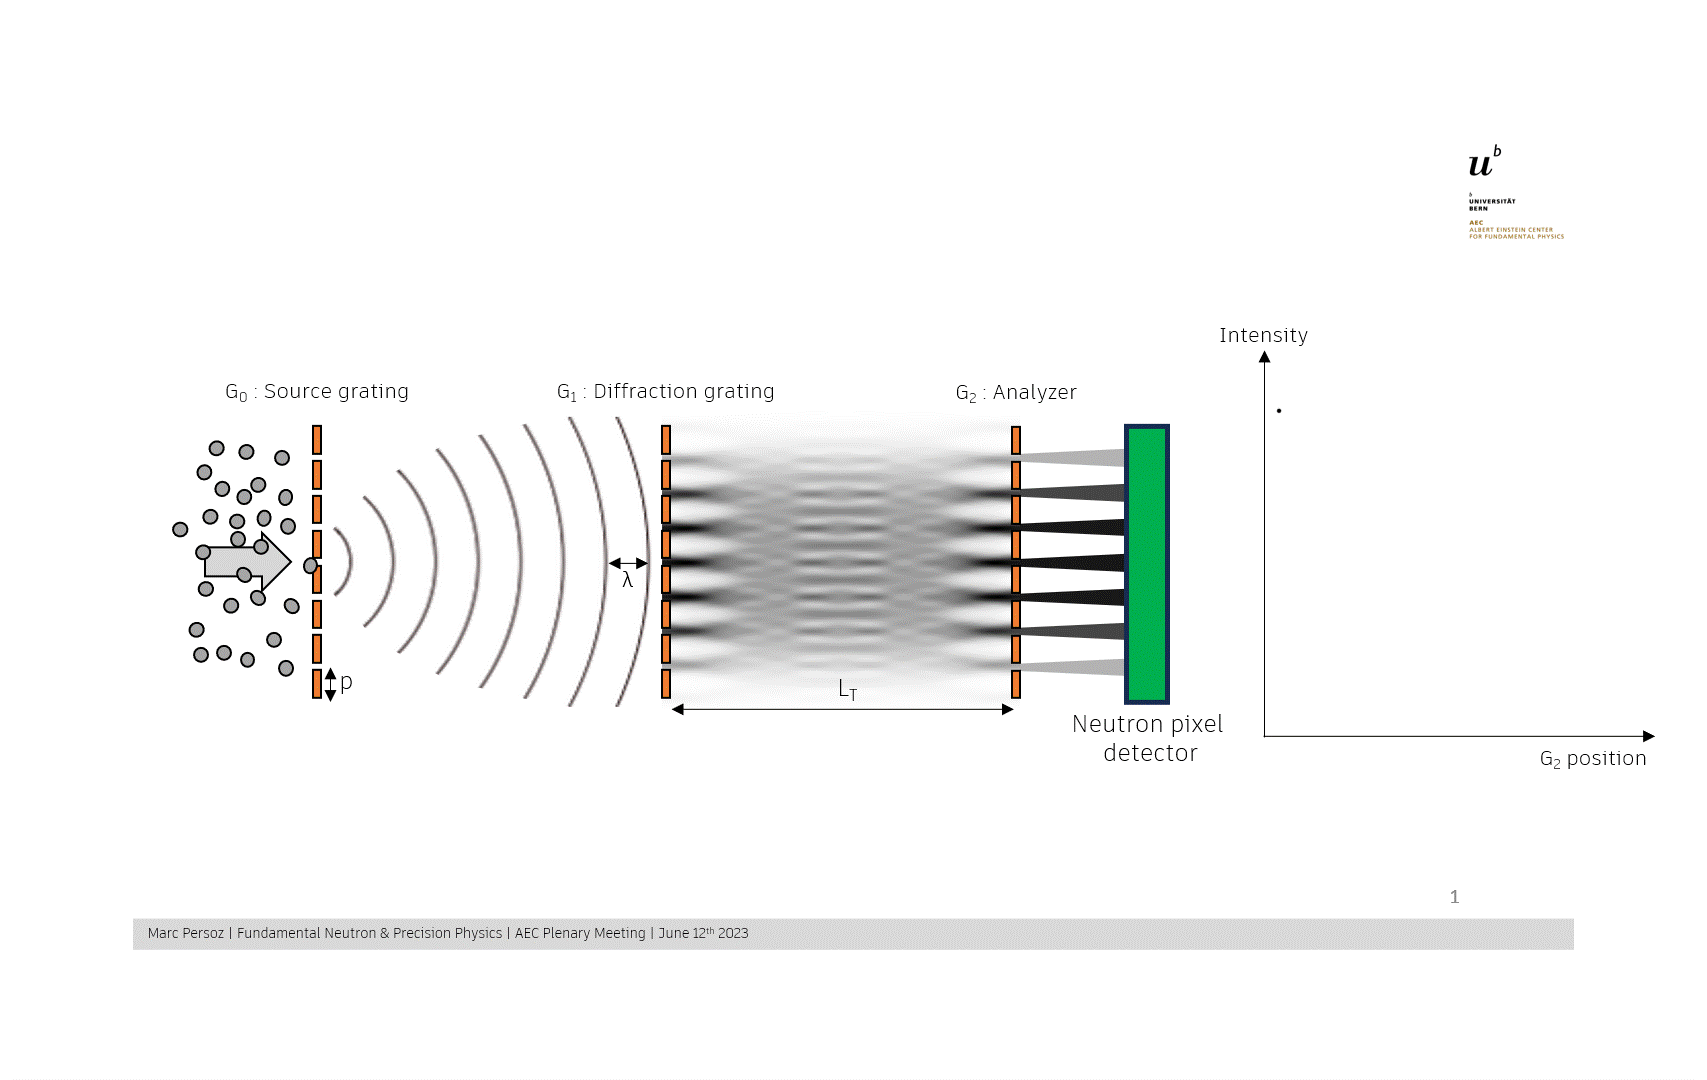 u b
b
UNIVERSITÄT
BERN
AEC
ALBERT EINSTEIN CENTER
FOR FUNDAMENTAL PHYSICS
Intensity
G₀ : Source grating
G₁ : Diffraction grating
G₂ : Analyzer
λ
p
L_T
Neutron pixel
detector
G₂ position
1
Marc Persoz | Fundamental Neutron & Precision Physics | AEC Plenary Meeting | June 12th 2023